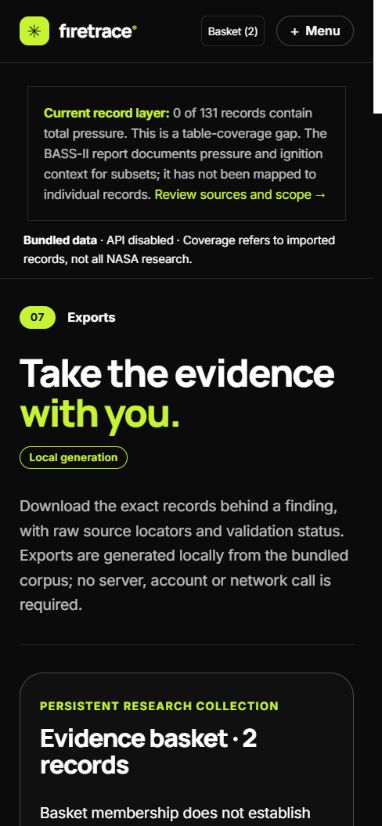 firetrace
Basket (2)
+ Menu
Current record layer: 0 of 131 records contain
total pressure. This is a table-coverage gap. The
BASS-II report documents pressure and ignition
context for subsets; it has not been mapped to
individual records. Review sources and scope →
Bundled data · API disabled · Coverage refers to imported
records, not all NASA research.
07 Exports
Take the evidence
with you.
Local generation
Download the exact records behind a finding,
with raw source locators and validation status.
Exports are generated locally from the bundled
corpus; no server, account or network call is
required.
PERSISTENT RESEARCH COLLECTION
Evidence basket · 2
records
Basket membership does not establish